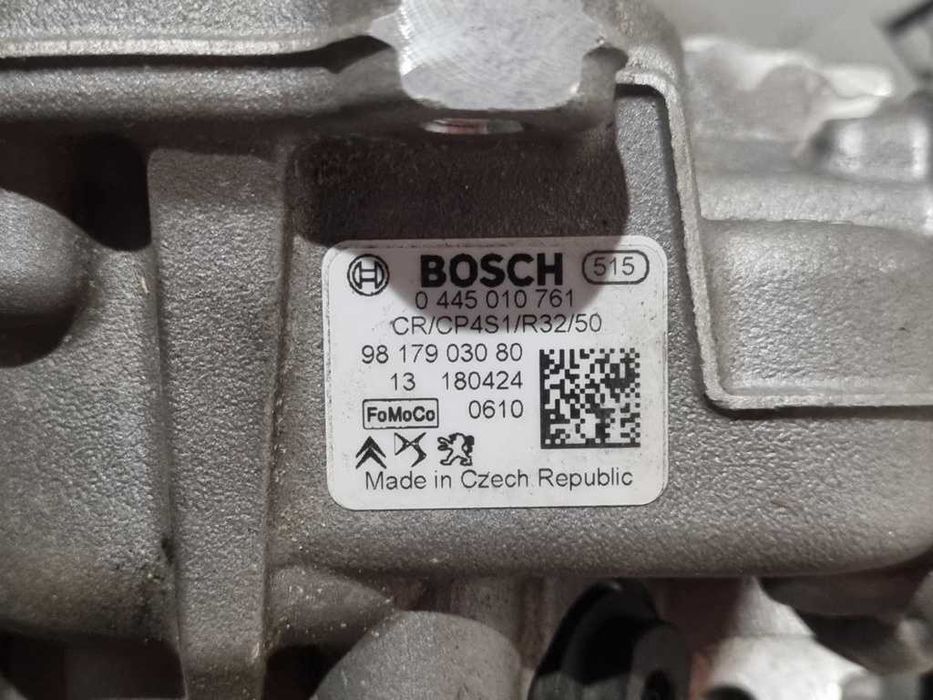 BOSCH 515
0 445 010 761
CR/CP4S1/R32/50
98 179 030 80
13 180424
FoMoCo 0610
Made in Czech Republic